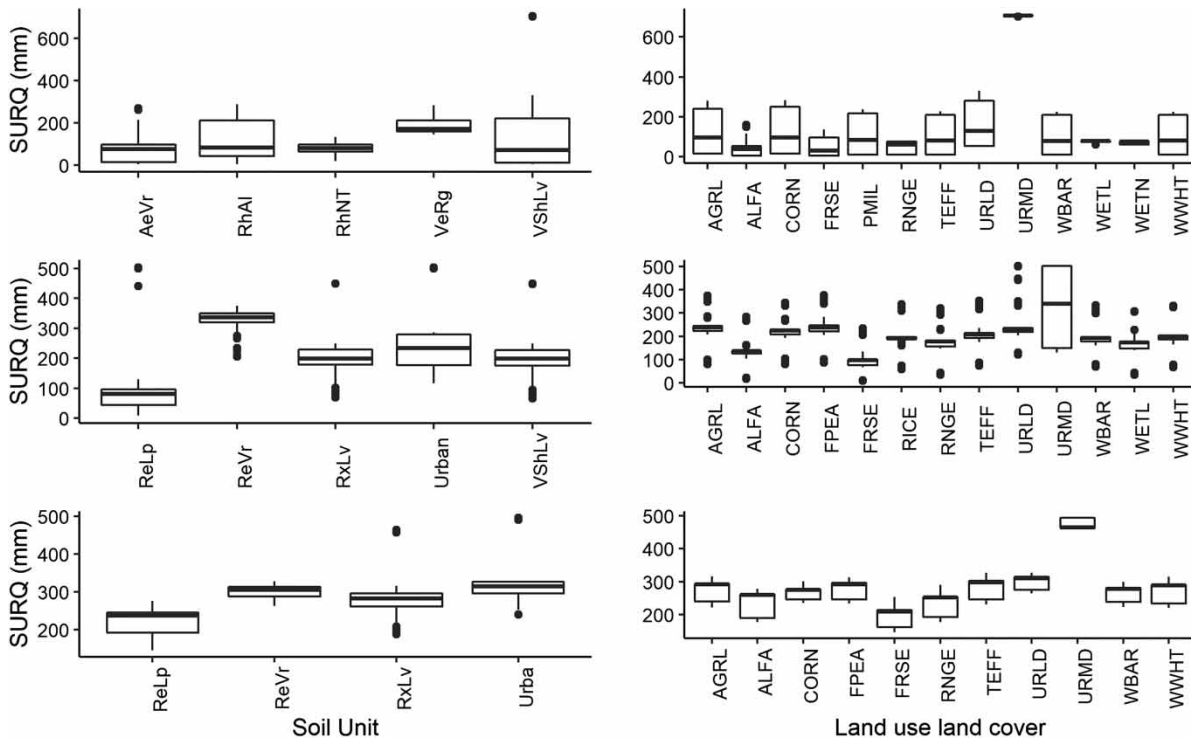 SURQ (mm)
600
400
200
0
AeVr
RhAl
RhNT
VeRg
VShLv
600
400
200
0
AGRL
ALFA
CORN
FRSE
PMIL
RNGE
TEFF
URLD
URMD
WBAR
WETL
WETN
WWHT
SURQ (mm)
500
400
300
200
100
0
ReLp
ReVr
RxLv
Urban
VShLv
500
400
300
200
100
0
AGRL
ALFA
CORN
FPEA
FRSE
RICE
RNGE
TEFF
URLD
URMD
WBAR
WETL
WWHT
SURQ (mm)
500
400
300
200
ReLp
ReVr
RxLv
Urba
Soil Unit
500
400
300
200
AGRL
ALFA
CORN
FPEA
FRSE
RNGE
TEFF
URLD
URMD
WBAR
WWHT
Land use land cover